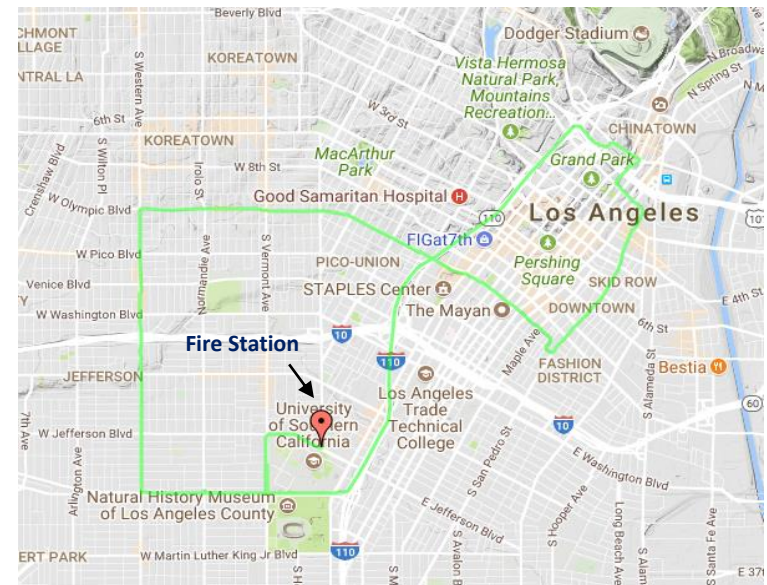 Beverly Blvd
Dodger Stadium
CHMONT
LLAGE
KOREATOWN
S Western Ave
NTRAL LA
Vista Hermosa
Natural Park,
Mountains
Recreation...
N Broadwa
N Spring St
N M
W 3rd St
6th St
CHINATOWN
KOREATOWN
S Wilton Pl
Crenshaw Blvd
Irolo St
MacArthur
Park
W 8th St
Grand Park
Good Samaritan Hospital
H
W Olympic Blvd
110
Los Angeles
101
FIGat7th
Normandie Ave
S Vermont Ave
W Pico Blvd
PICO-UNION
Pershing
Square
SKID ROW
Venice Blvd
STAPLES Center
E 4th St
W Washington Blvd
The Mayan
DOWNTOWN
6th St
10
Fire Station
Maple Ave
110
FASHION
DISTRICT
Bestia
JEFFERSON
S Alameda St
Los Angeles
Trade
Technical
College
University
of Southern
California
60
7th Ave
W Jefferson Blvd
10
S San Pedro St
E Washington Blvd
Arlington Ave
Natural History Museum
of Los Angeles County
E Jefferson Blvd
S Hooper Ave
Long Beach Ave
S Alam
Santa Fe Ave
ERT PARK
W Martin Luther King Jr Blvd
110
S H
S M
S Avalon B
E 37t